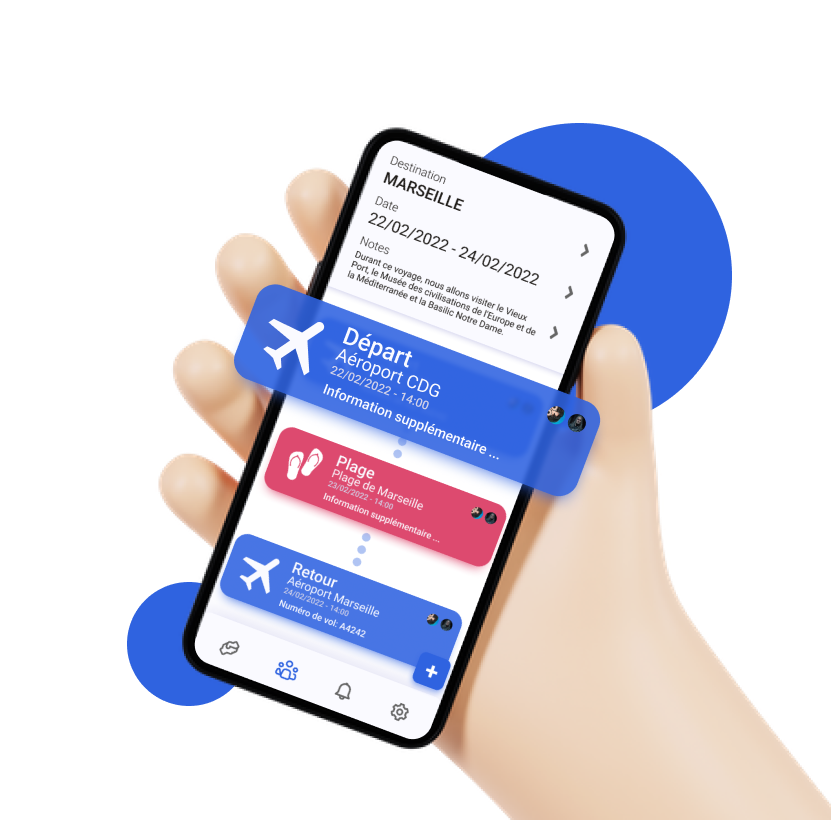 Destination
MARSEILLE
Date
22/02/2022 - 24/02/2022
Notes
Durant ce voyage, nous allons visiter le Vieux
Port, le Musée des civilisations de l'Europe et de
la Méditerranée et la Basilic Notre Dame.
Départ
Aéroport CDG
22/02/2022 - 14:00
Information supplémentaire ...
Plage
Plage de Marseille
23/02/2022 - 14:00
Information supplémentaire ...
Retour
Aéroport Marseille
24/02/2022 - 14:00
Numéro de vol: A4242
+